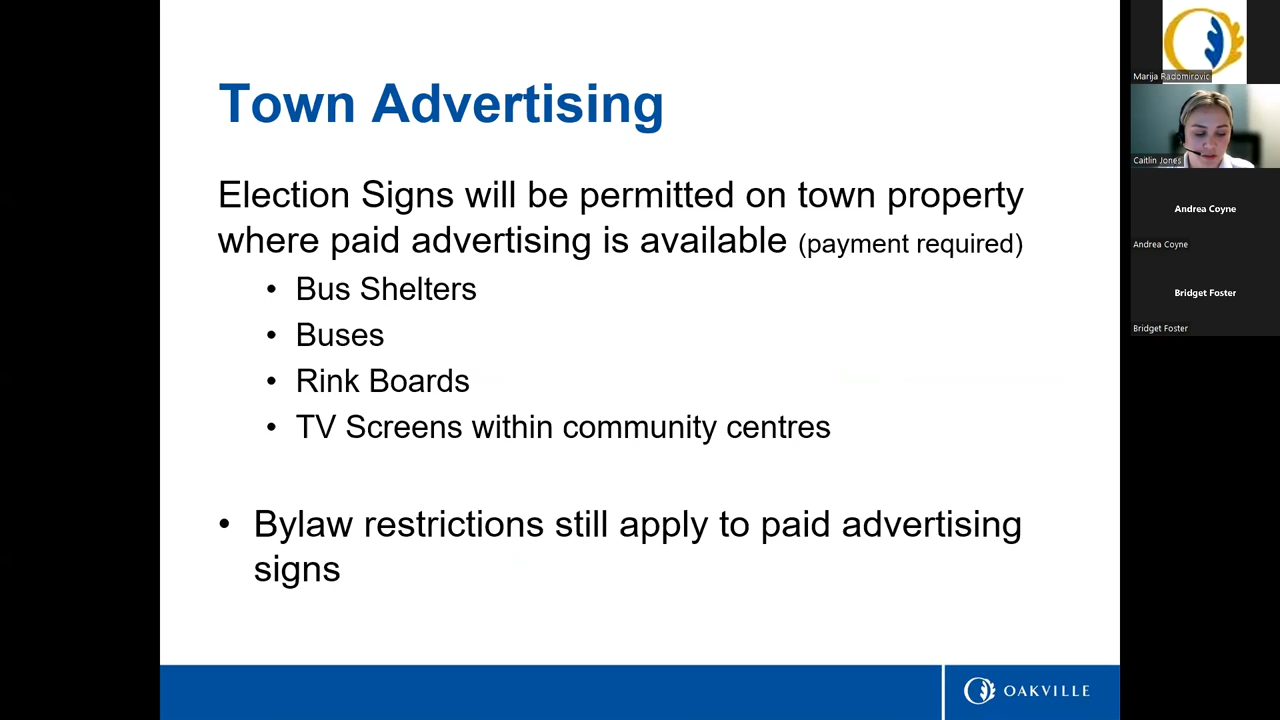 Town Advertising
Election Signs will be permitted on town property
where paid advertising is available (payment required)
• Bus Shelters
• Buses
• Rink Boards
• TV Screens within community centres
• Bylaw restrictions still apply to paid advertising
signs
OAKVILLE
Marija Radomirovic
Caitlin Jones
Andrea Coyne
Andrea Coyne
Bridget Foster
Bridget Foster